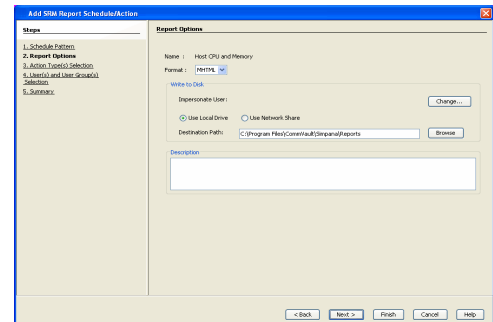 Add SRM Report Schedule/Action
Steps
1. Schedule Pattern
2. Report Options
3. Action Type(s) Selection
4. User(s) and User Group(s)
Selection
5. Summary
Report Options
Name : Host CPU and Memory
Format : MHTML
Write to Disk
Impersonate User:
Change...
Use Local Drive Use Network Share
Destination Path: C:\Program Files\CommVault\Simpana\Reports Browse
Description
< Back Next > Finish Cancel Help